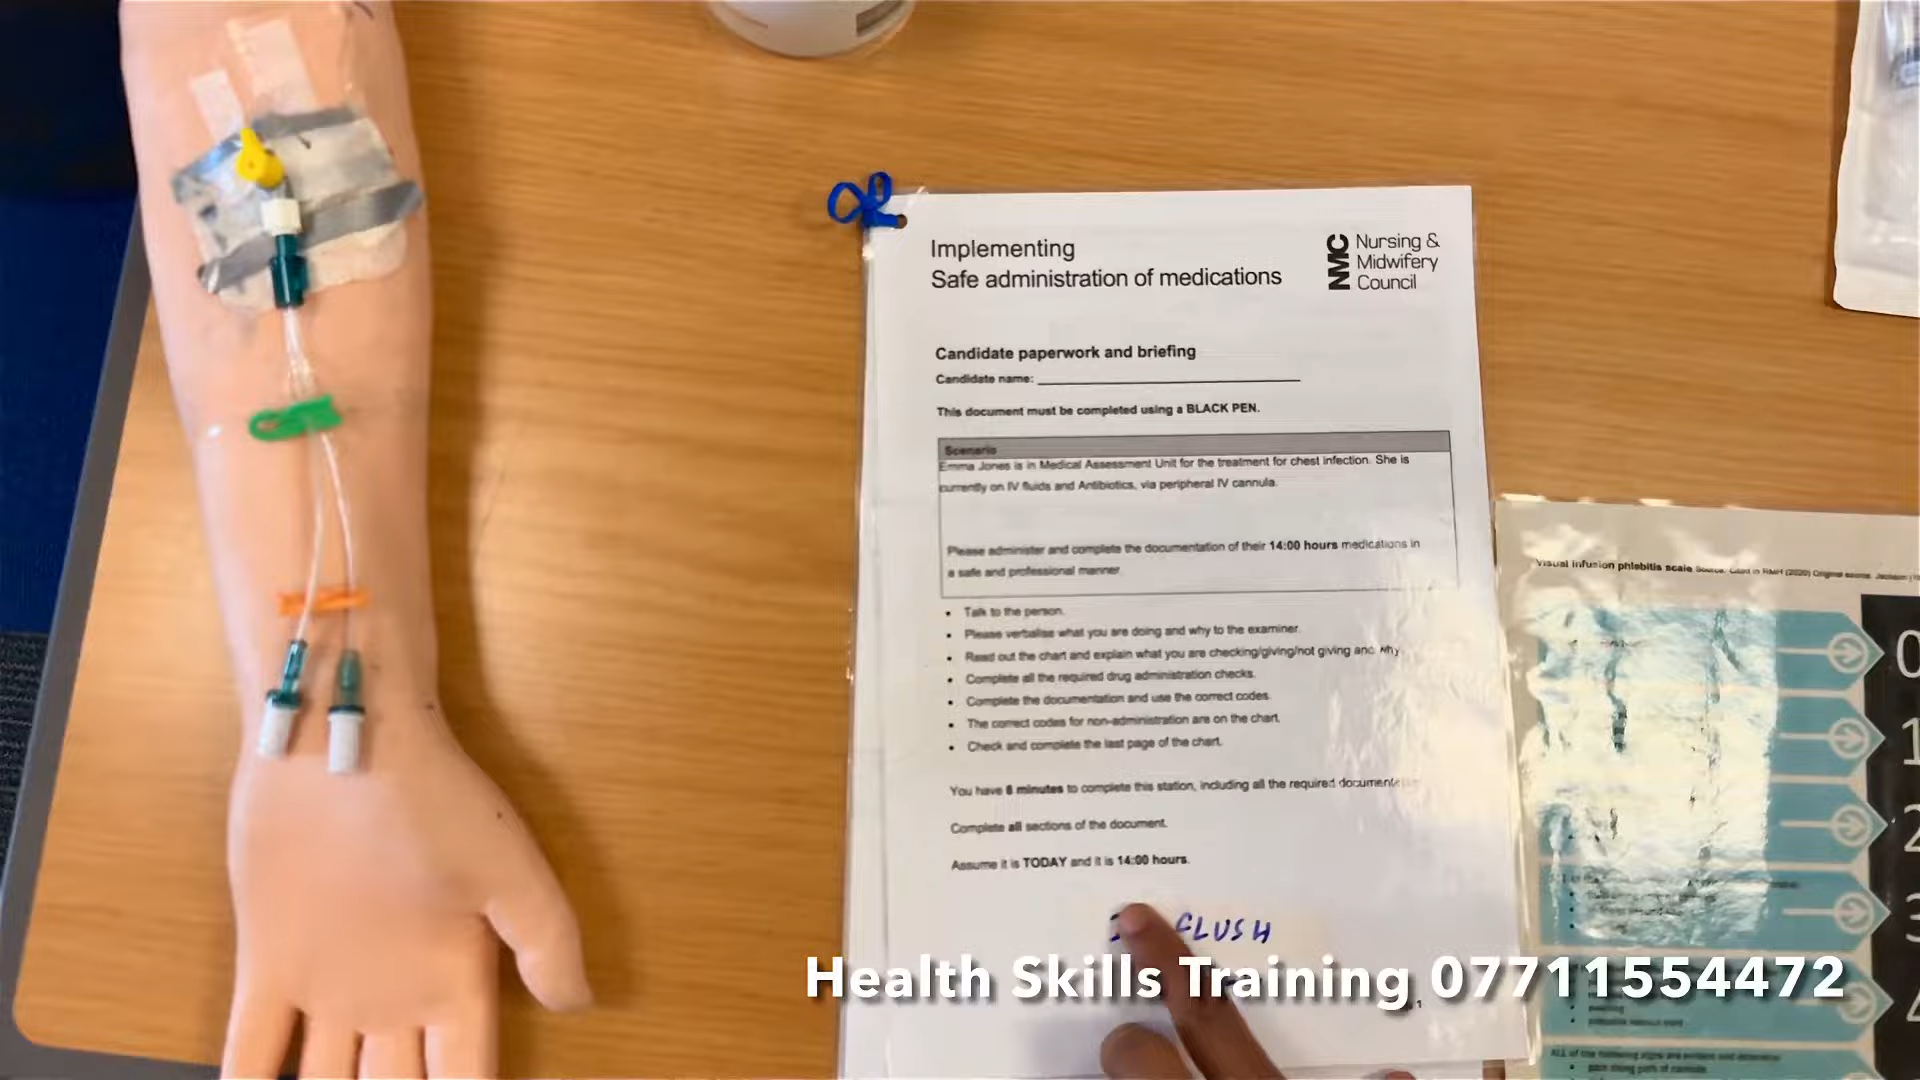 Implementing
Safe administration of medications
NMC
Nursing &
Midwifery
Council
Candidate paperwork and briefing
Candidate name:
This document must be completed using a BLACK PEN.
Scenario
Emma Jones is in Medical Assessment Unit for the treatment for chest infection. She is
currently on IV fluids and Antibiotics, via peripheral IV cannula.
Please administer and complete the documentation of their 14:00 hours medications in
a safe and professional manner.
• Talk to the person.
• Please verbalise what you are doing and why to the examiner.
• Read out the chart and explain what you are checking/giving/not giving and why
• Complete all the required drug administration checks.
• Complete the documentation and use the correct codes.
• The correct codes for non-administration are on the chart.
• Check and complete the last page of the chart.
You have 8 minutes to complete this station, including all the required
Complete all sections of the document.
Assume it is TODAY and it is 14:00 hours.
FLUSH
Health Skills Training 07711554472
1
Visual infusion phlebitis scale
0
1
2
3